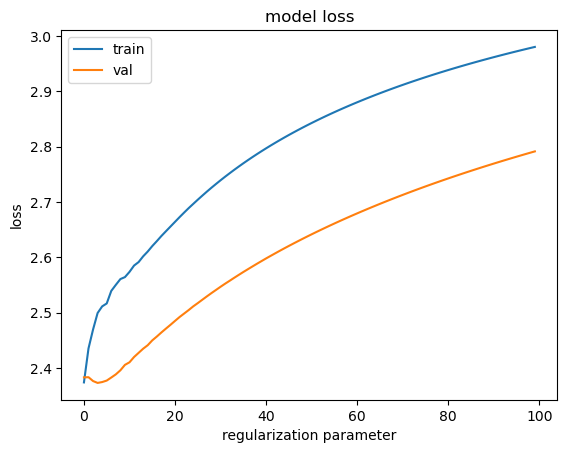 model loss
train
val
3.0
2.9
2.8
2.7
2.6
2.5
2.4
loss
0 20 40 60 80 100
regularization parameter